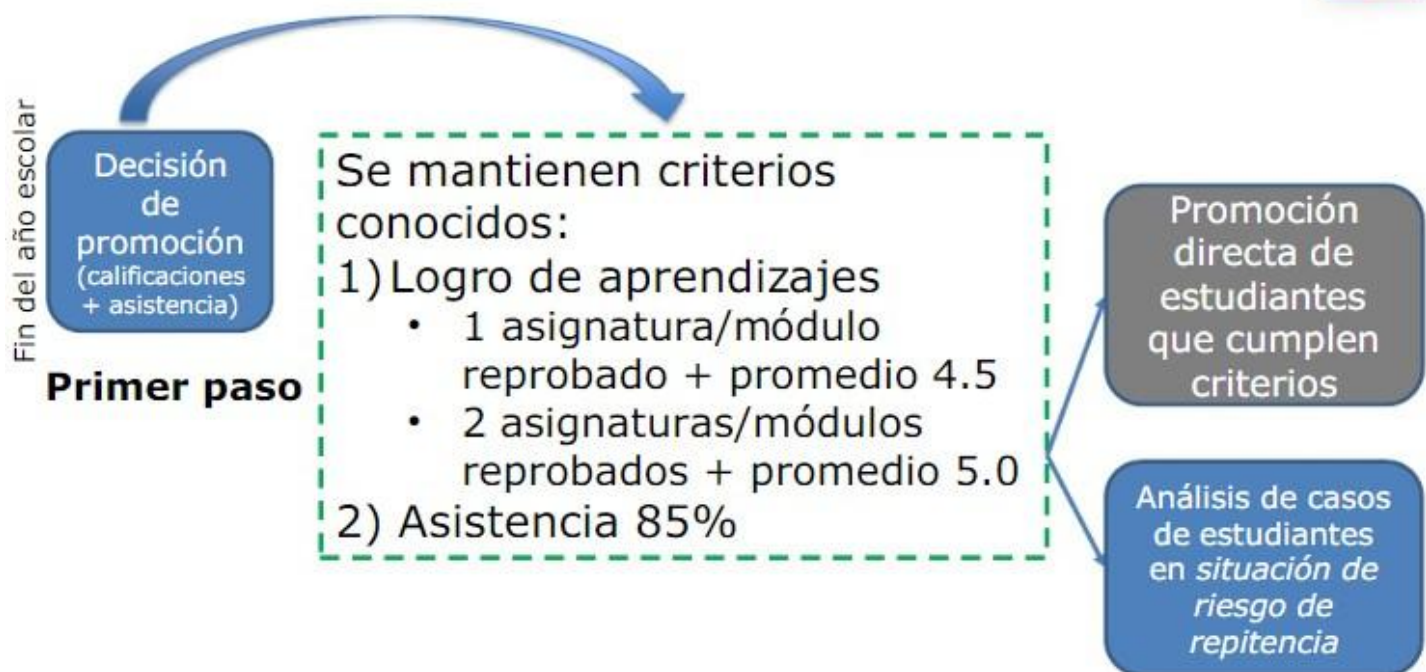 Fin del año escolar
Decisión
de
promoción
(calificaciones
+ asistencia)
Primer paso
Se mantienen criterios
conocidos:
1) Logro de aprendizajes
• 1 asignatura/módulo
reprobado + promedio 4.5
• 2 asignaturas/módulos
reprobados + promedio 5.0
2) Asistencia 85%
Promoción
directa de
estudiantes
que cumplen
criterios
Análisis de casos
de estudiantes
en situación de
riesgo de
repitencia